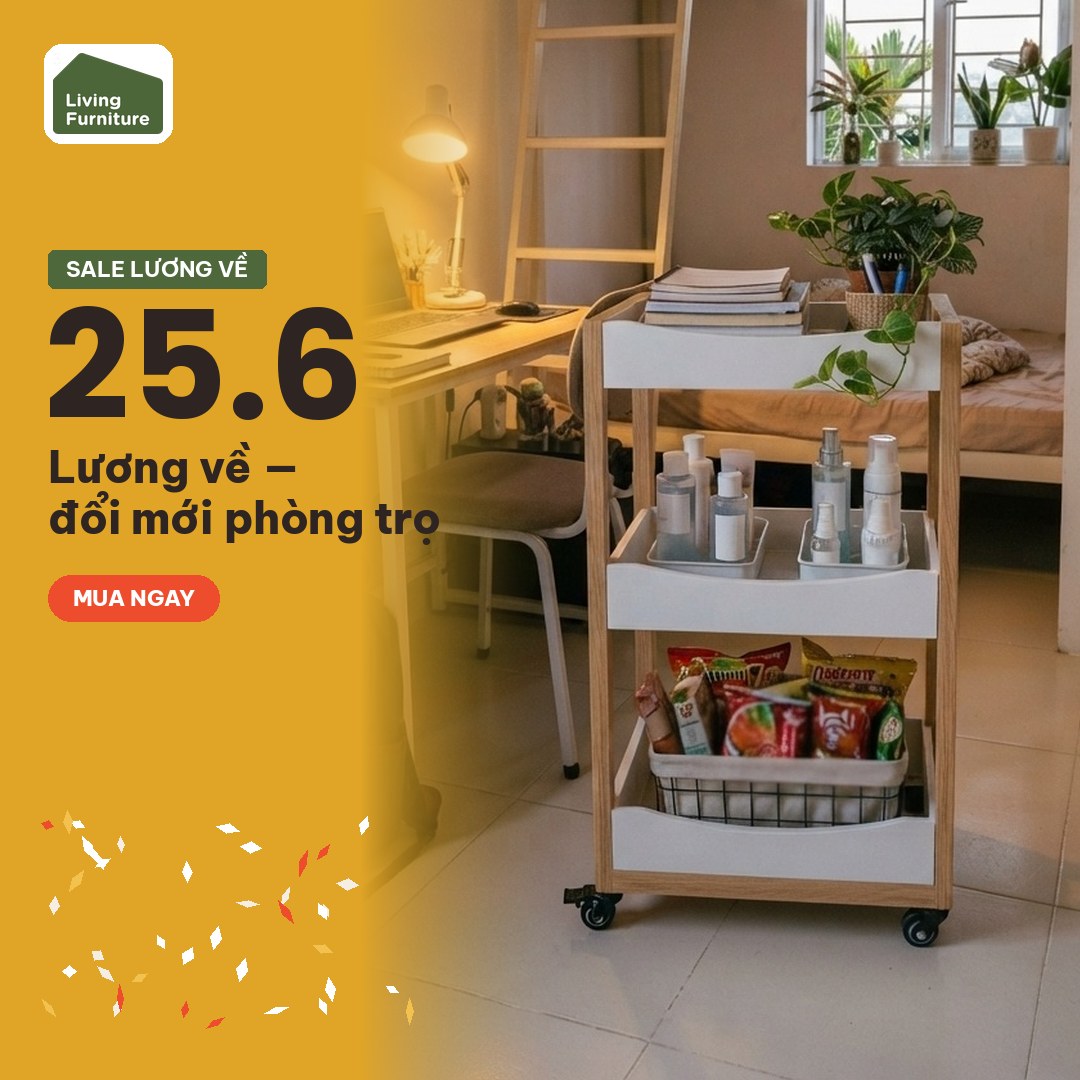 Living
Furniture
SALE LƯƠNG VỀ
25.6
Lương về –
đổi mới phòng trọ
MUA NGAY